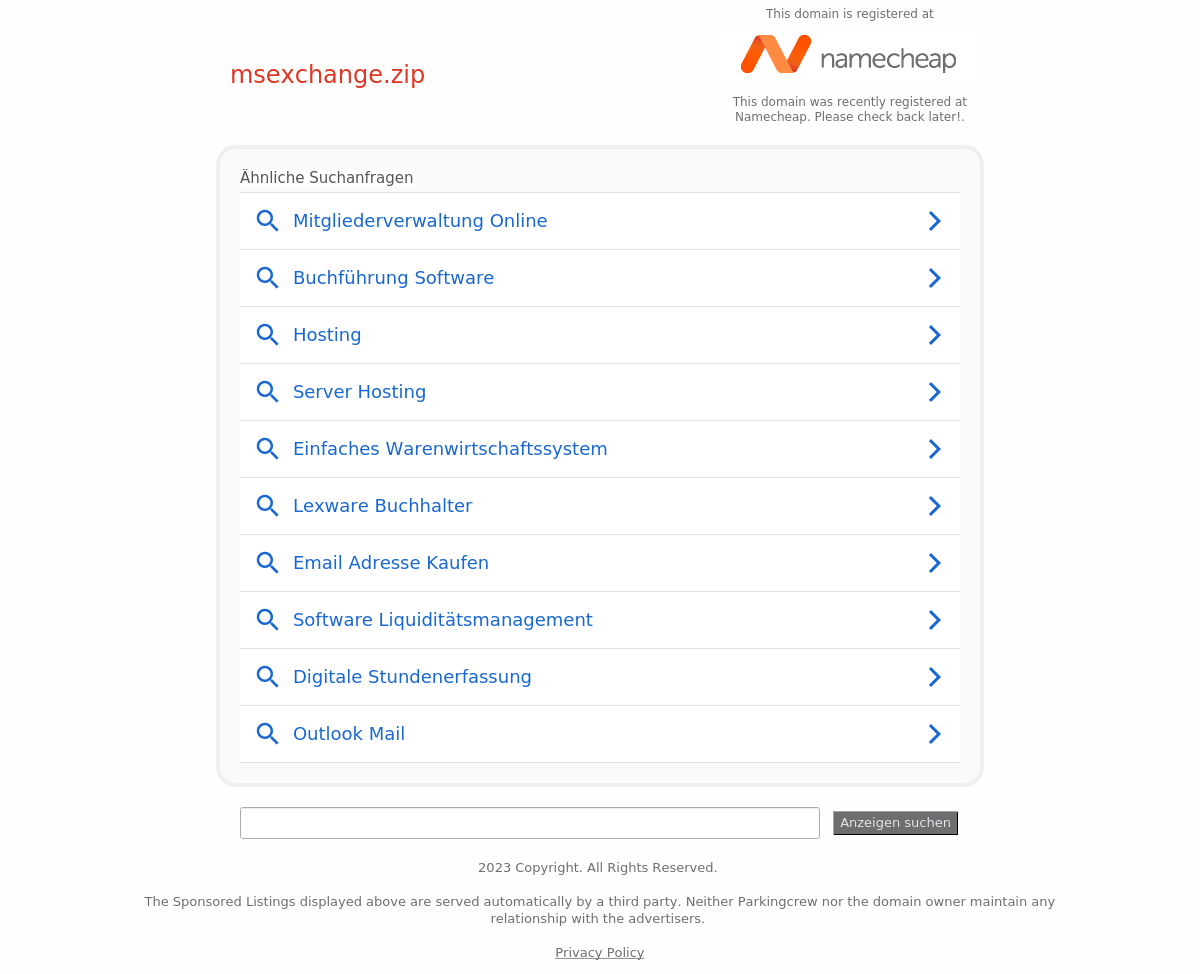 This domain is registered at
namecheap
msexchange.zip
This domain was recently registered at
Namecheap. Please check back later!.
Ähnliche Suchanfragen
Mitgliederverwaltung Online
Buchführung Software
Hosting
Server Hosting
Einfaches Warenwirtschaftssystem
Lexware Buchhalter
Email Adresse Kaufen
Software Liquiditätsmanagement
Digitale Stundenerfassung
Outlook Mail
Anzeigen suchen
2023 Copyright. All Rights Reserved.
The Sponsored Listings displayed above are served automatically by a third party. Neither Parkingcrew nor the domain owner maintain any
relationship with the advertisers.
Privacy Policy